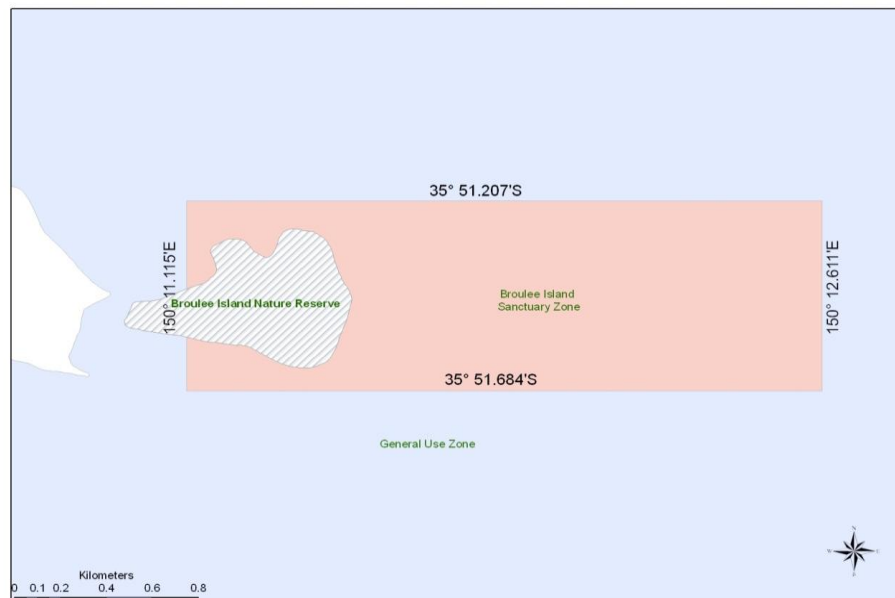 35° 51.207'S
150° 11.115'E
Broulee Island Nature Reserve
Broulee Island
Sanctuary Zone
150° 12.611'E
35° 51.684'S
General Use Zone
N
W E
S
Kilometers
0 0.1 0.2 0.4 0.6 0.8